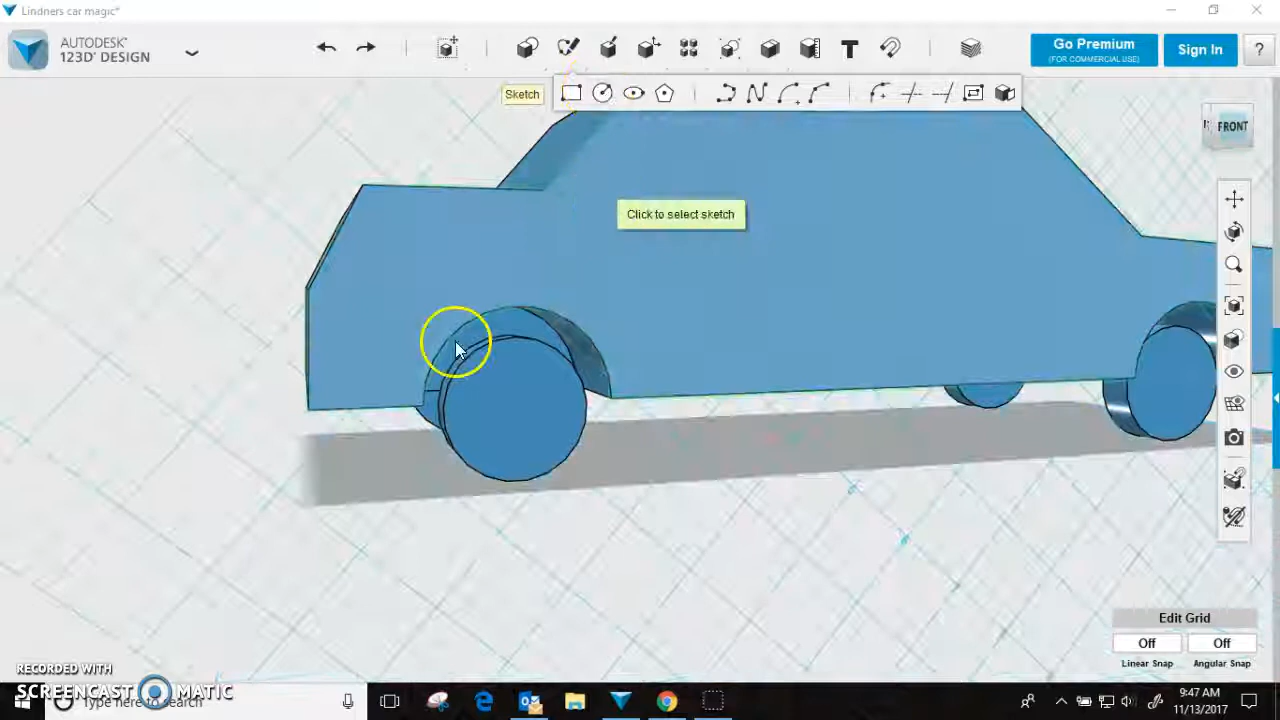 Lindners car magic*
AUTODESK®
123D® DESIGN
Go Premium
(FOR COMMERCIAL USE)
Sign In
?
Sketch
FRONT
Click to select sketch
Edit Grid
Off
Off
Linear Snap
Angular Snap
RECORDED WITH
SCREENCAST MATIC
Type here to search
9:47 AM
11/13/2017